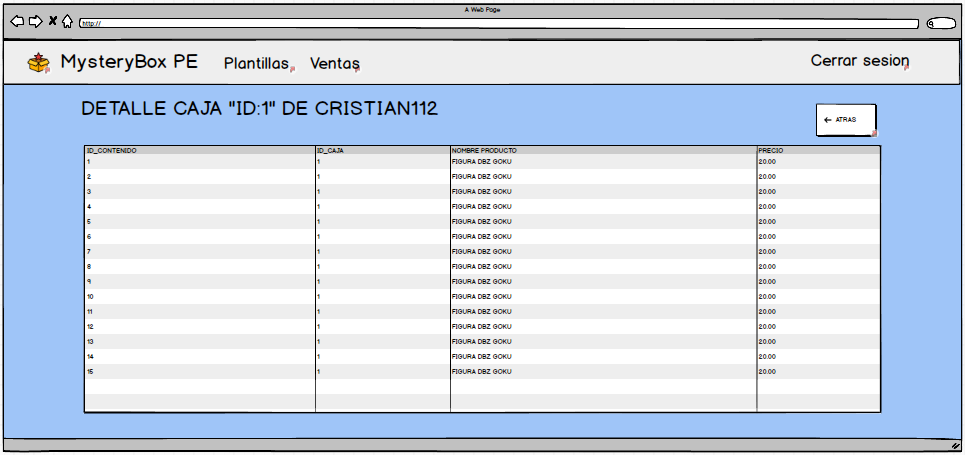 A Web Page
http://
MysteryBox PE Plantillas Ventas Cerrar sesion
DETALLE CAJA "ID:1" DE CRISTIAN112
← ATRAS
ID_CONTENIDO ID_CAJA NOMBRE PRODUCTO PRECIO
1 1 FIGURA DBZ GOKU 20.00
2 1 FIGURA DBZ GOKU 20.00
3 1 FIGURA DBZ GOKU 20.00
4 1 FIGURA DBZ GOKU 20.00
5 1 FIGURA DBZ GOKU 20.00
6 1 FIGURA DBZ GOKU 20.00
7 1 FIGURA DBZ GOKU 20.00
8 1 FIGURA DBZ GOKU 20.00
9 1 FIGURA DBZ GOKU 20.00
10 1 FIGURA DBZ GOKU 20.00
11 1 FIGURA DBZ GOKU 20.00
12 1 FIGURA DBZ GOKU 20.00
13 1 FIGURA DBZ GOKU 20.00
14 1 FIGURA DBZ GOKU 20.00
15 1 FIGURA DBZ GOKU 20.00